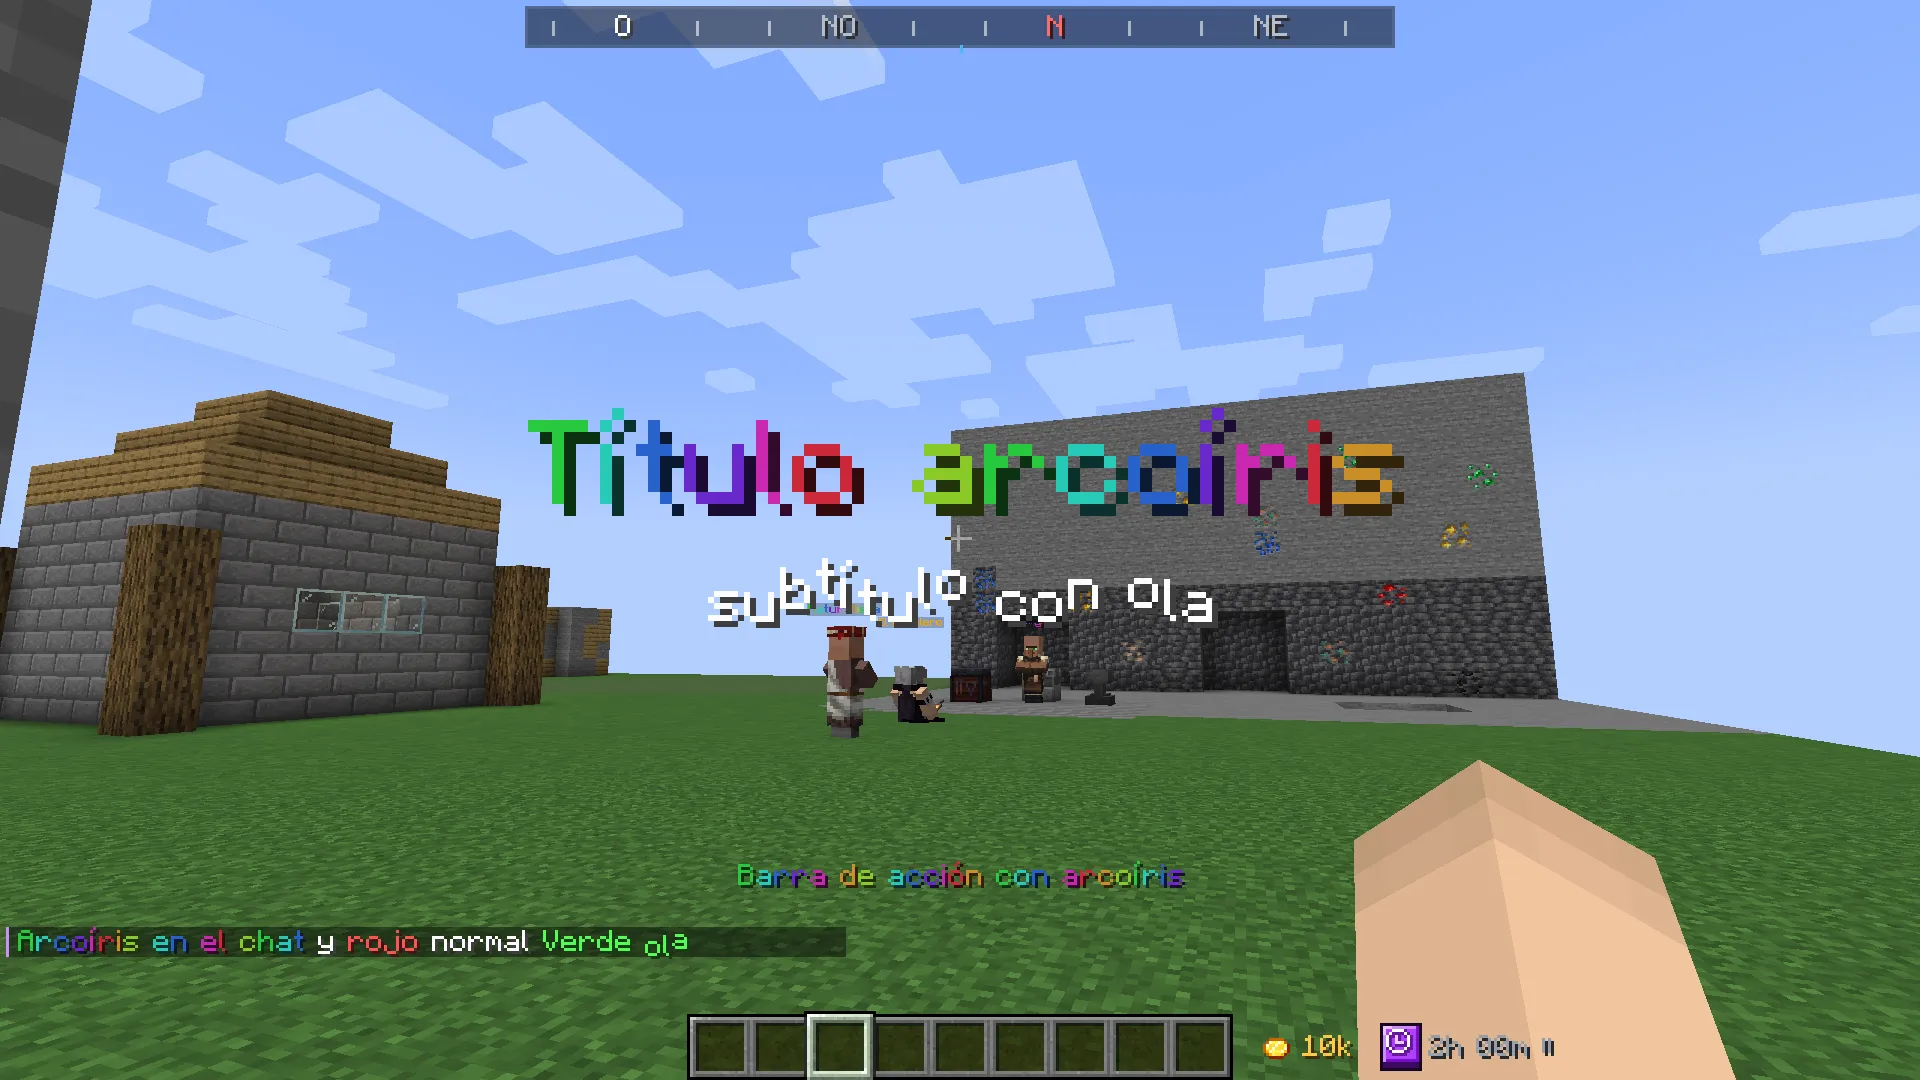 O NO N NE
Título arcoíris
subtítulo con ola
Barra de acción con arcoíris
Arcoíris en el chat y rojo normal Verde ola
10k 2h 00m